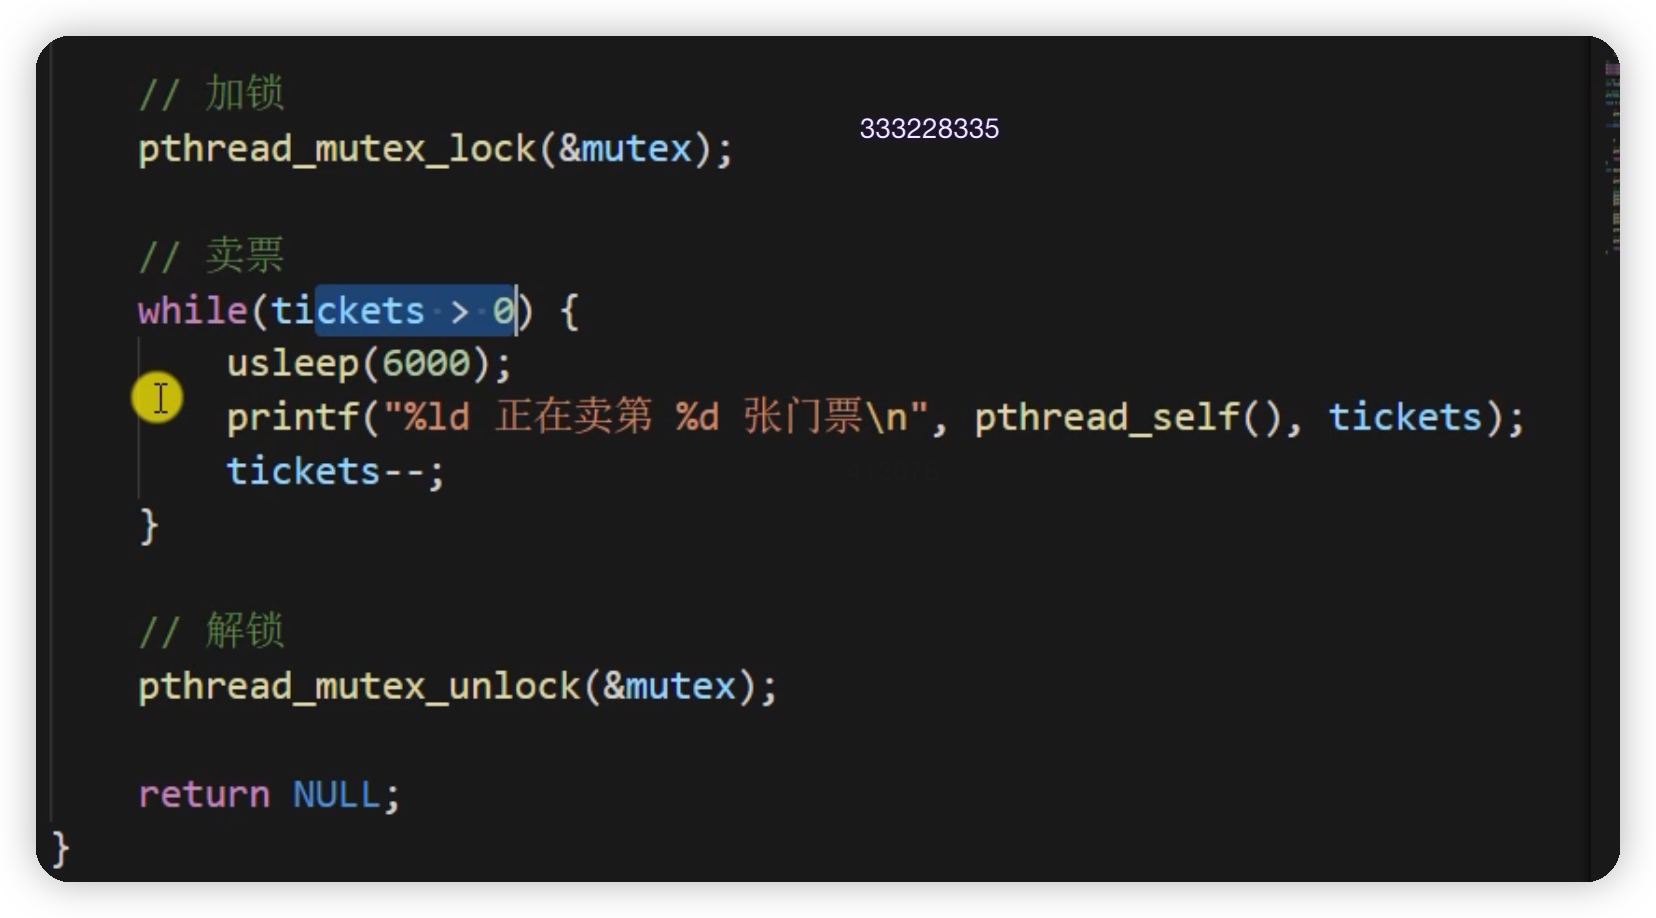 // 加锁
pthread_mutex_lock(&mutex);
333228335
// 卖票
while(tickets > 0) {
usleep(6000);
printf("%ld 正在卖第 %d 张门票\n", pthread_self(), tickets);
tickets--;
}
// 解锁
pthread_mutex_unlock(&mutex);
return NULL;
}